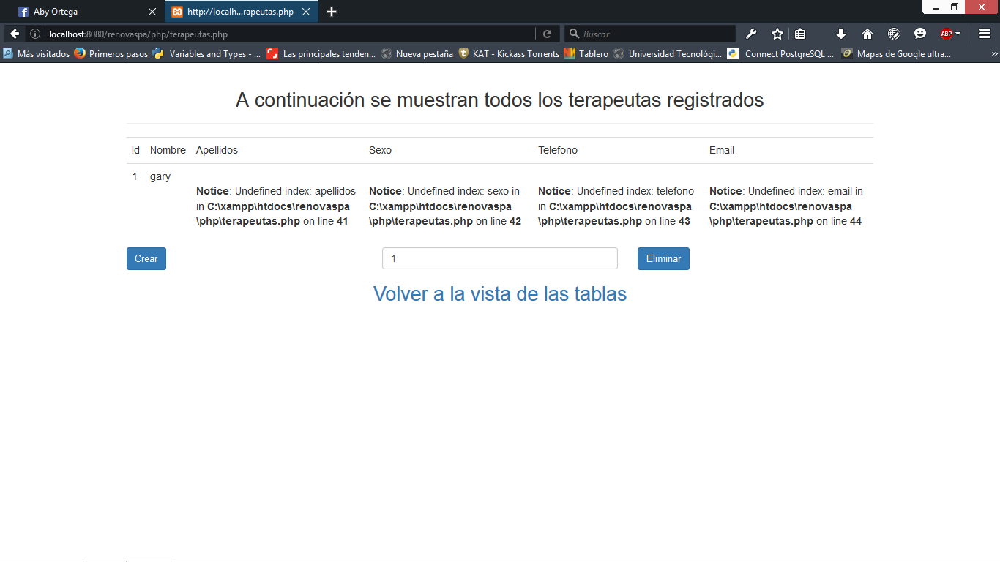 Aby Ortega
http://localh...rapeutas.php
localhost:8080/renovaspa/php/terapeutas.php
Buscar
ABP
Más visitados Primeros pasos Variables and Types - ... Las principales tenden... Nueva pestaña KAT - Kickass Torrents Tablero Universidad Tecnológi... Connect PostgreSQL ... Mapas de Google ultra... »
A continuación se muestran todos los terapeutas registrados
Id Nombre Apellidos Sexo Telefono Email
1 gary
Notice: Undefined index: apellidos
in C:\xampp\htdocs\renovaspa
\php\terapeutas.php on line 41
Notice: Undefined index: sexo in
C:\xampp\htdocs\renovaspa
\php\terapeutas.php on line 42
Notice: Undefined index: telefono
in C:\xampp\htdocs\renovaspa
\php\terapeutas.php on line 43
Notice: Undefined index: email in
C:\xampp\htdocs\renovaspa
\php\terapeutas.php on line 44
Crear
1
Eliminar
Volver a la vista de las tablas